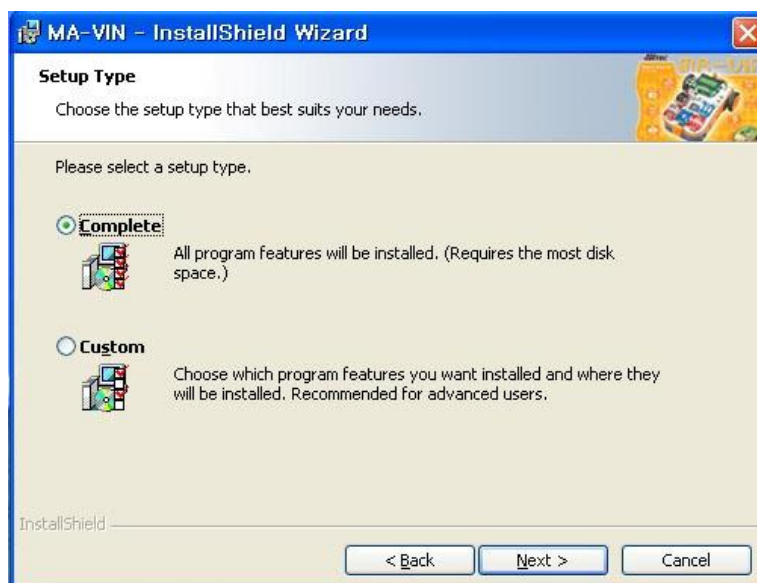 MA-VIN - InstallShield Wizard
Setup Type
Choose the setup type that best suits your needs.
MA-VIN
Please select a setup type.
Complete
All program features will be installed. (Requires the most disk
space.)
Custom
Choose which program features you want installed and where they
will be installed. Recommended for advanced users.
InstallShield
< Back
Next >
Cancel